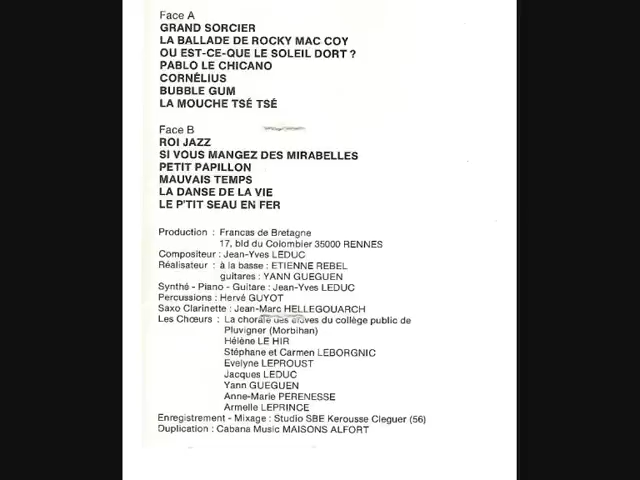 Face A
GRAND SORCIER
LA BALLADE DE ROCKY MAC COY
OU EST-CE-QUE LE SOLEIL DORT ?
PABLO LE CHICANO
CORNÉLIUS
BUBBLE GUM
LA MOUCHE TSÉ TSÉ
Face B
ROI JAZZ
SI VOUS MANGEZ DES MIRABELLES
PETIT PAPILLON
MAUVAIS TEMPS
LA DANSE DE LA VIE
LE P'TIT SEAU EN FER
Production : Francas de Bretagne
17, bld du Colombier 35000 RENNES
Compositeur : Jean-Yves LEDUC
Réalisateur : à la basse : ETIENNE REBEL
guitares : YANN GUEGUEN
Synthé - Piano - Guitare : Jean-Yves LEDUC
Percussions : Hervé GUYOT
Saxo Clarinette : Jean-Marc HELLEGOUARCH
Les Chœurs : La chorale des élèves du collège public de
Pluvigner (Morbihan)
Hélène LE HIR
Stéphane et Carmen LEBORGNIC
Evelyne LEPROUST
Jacques LEDUC
Yann GUEGUEN
Anne-Marie PERENESSE
Armelle LEPRINCE
Enregistrement - Mixage : Studio SBE Kerousse Cleguer (56)
Duplication : Cabana Music MAISONS ALFORT